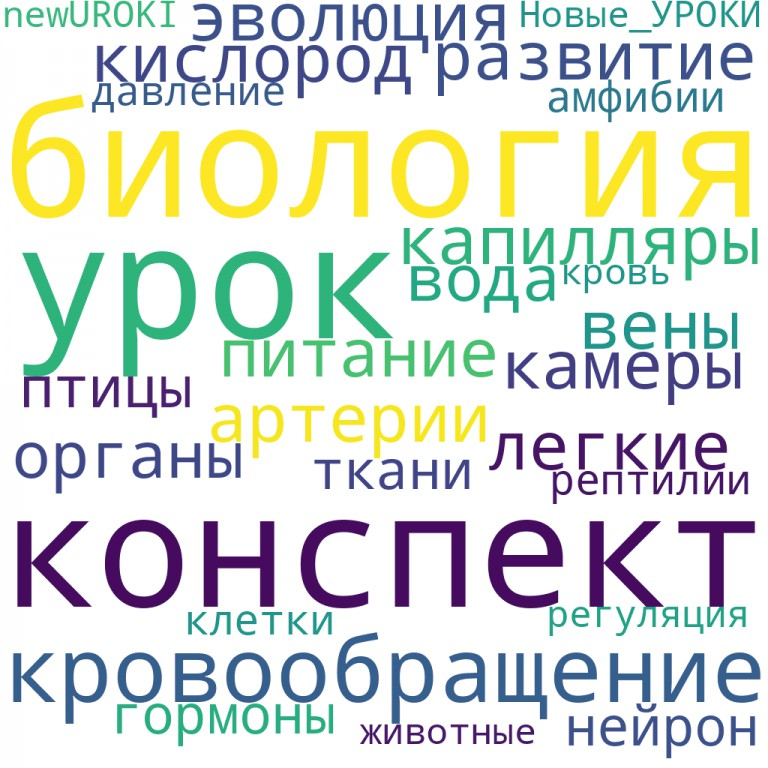 newUROKI эволюция Новые_УРОКИ
кислород развитие
давление амфибии
биология
капилляры
урок вода кровь
вены
питание камеры
птицы
артерии
органы ткани легкие
рептилии
конспект
клетки регуляция
кровообращение
гормоны животные нейрон